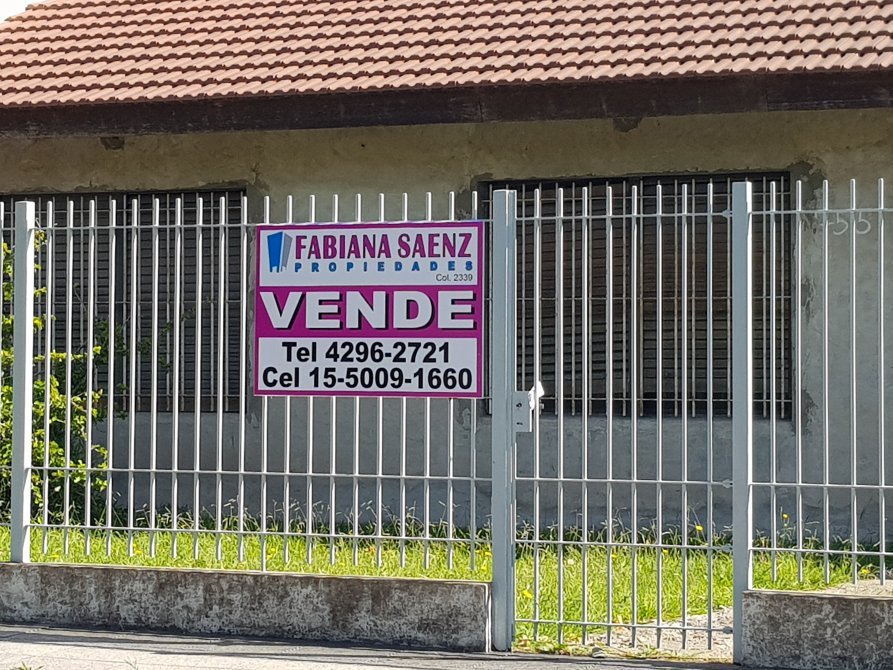 FABIANA SAENZ
PROPIEDADES
Col. 2339
VENDE
Tel 4296-2721
Cel 15-5009-1660